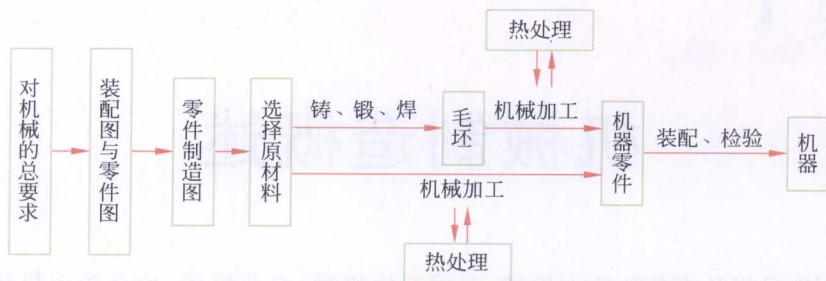 热处理
对机械的总要求
装配图与零件图
零件制造图
选择原材料
铸、锻、焊
毛坯
机械加工
机器零件
装配、检验
机器
机械加工
热处理